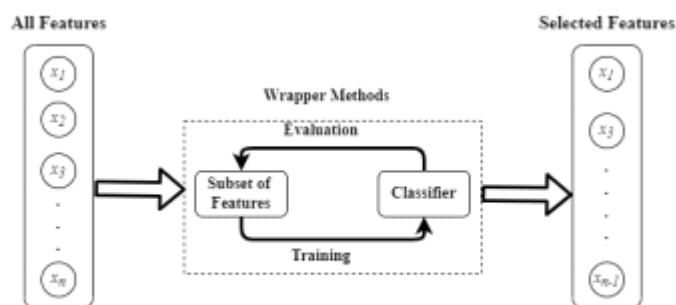 All Features
Selected Features
x1
x2
x3
.
.
.
xn
Wrapper Methods
Evaluation
Subset of
Features
Classifier
Training
x1
x3
.
.
.
.
xn-1